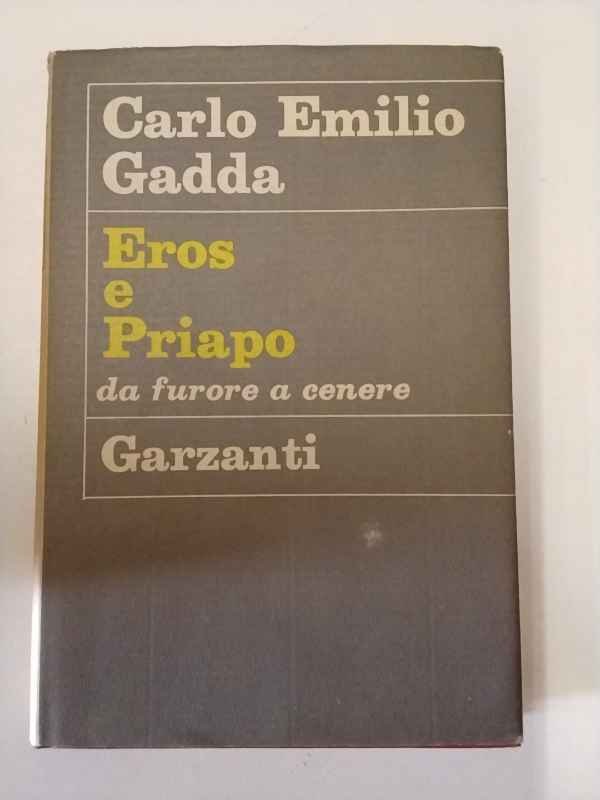 Carlo Emilio
Gadda
Eros
e
Priapo
da furore a cenere
Garzanti